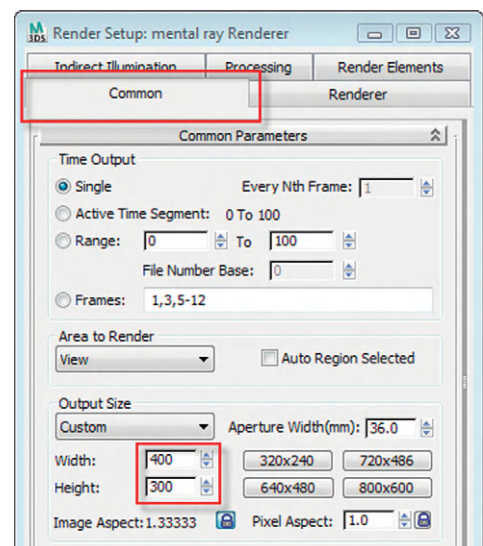 M
3DS Render Setup: mental ray Renderer
Indirect Illumination Processing Render Elements
Common Renderer
Common Parameters
Time Output
Single Every Nth Frame: 1
Active Time Segment: 0 To 100
Range: 0 To 100
File Number Base: 0
Frames: 1,3,5-12
Area to Render
View Auto Region Selected
Output Size
Custom Aperture Width(mm): 36.0
Width: 400 320x240 720x486
Height: 300 640x480 800x600
Image Aspect:1.33333 Pixel Aspect: 1.0